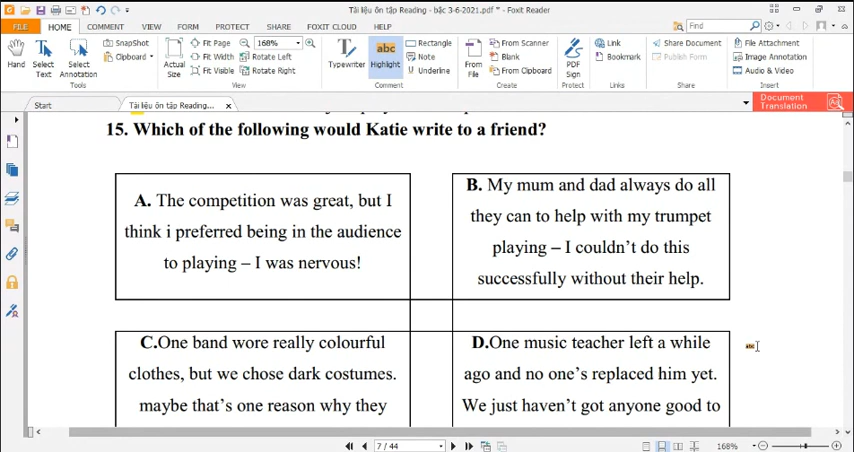 Tài liệu ôn tập Reading - bậc 3-6-2021.pdf * - Foxit Reader
FILE HOME COMMENT VIEW FORM PROTECT SHARE FOXIT CLOUD HELP
Find
Hand
Select Text
Select Annotation
SnapShot
Clipboard
Tools
Actual Size
Fit Page
Fit Width
Fit Visible
168%
Rotate Left
Rotate Right
View
Typewriter
abc Highlight
Rectangle
Note
Underline
Comment
From File
From Scanner
Blank
From Clipboard
Create
PDF Sign
Protect
Link
Bookmark
Links
Share Document
Publish Form
Share
File Attachment
Image Annotation
Audio & Video
Insert
Start
Tài liệu ôn tập Reading...
Document Translation
15. Which of the following would Katie write to a friend?
A. The competition was great, but I
think i preferred being in the audience
to playing – I was nervous!
B. My mum and dad always do all
they can to help with my trumpet
playing – I couldn’t do this
successfully without their help.
C.One band wore really colourful
clothes, but we chose dark costumes.
maybe that’s one reason why they
D.One music teacher left a while
ago and no one’s replaced him yet.
We just haven’t got anyone good to
7 / 44
168%